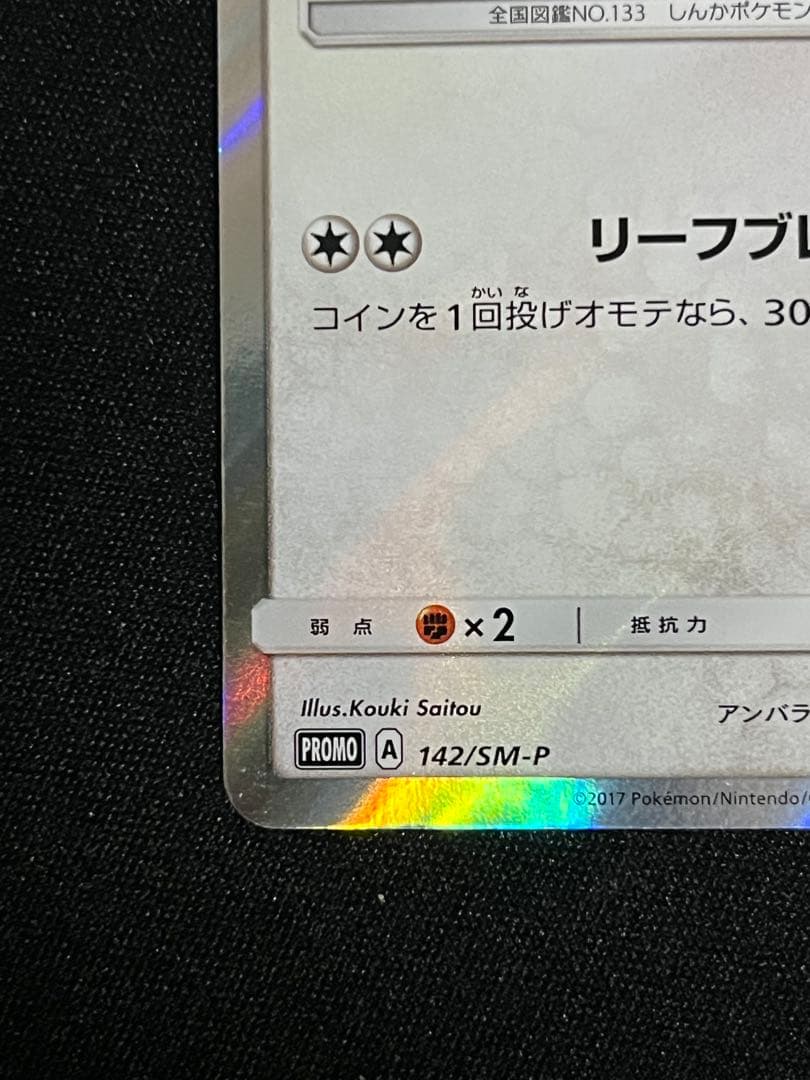 全国図鑑NO.133 しんかポケモン
リーフブレ
かい な
コインを1回投げオモテなら、30
弱点 ×2 抵抗力
Illus.Kouki Saitou
アンバラ
PROMO A 142/SM-P
©2017 Pokémon/Nintendo/